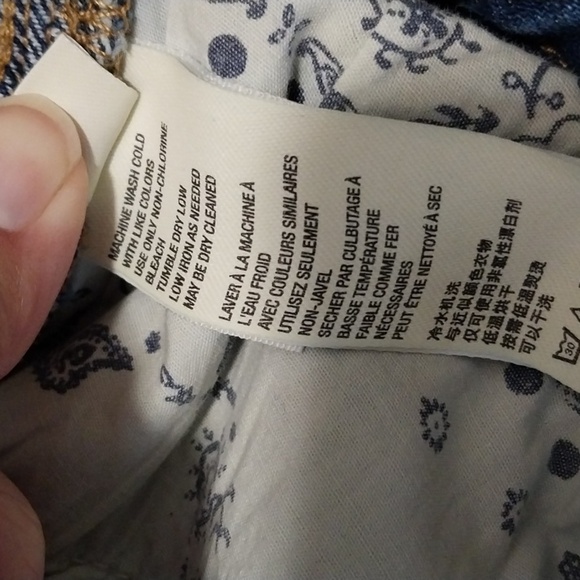 MACHINE WASH COLD
WITH LIKE COLORS
USE ONLY NON-CHLORINE
BLEACH
TUMBLE DRY LOW
LOW IRON AS NEEDED
MAY BE DRY CLEANED
LAVER À LA MACHINE À
L'EAU FROID
AVEC COULEURS SIMILAIRES
UTILISEZ SEULEMENT
NON-JAVEL
SECHER PAR CULBUTAGE À
BASSE TEMPÉRATURE
FAIBLE COMME FER
NÉCESSAIRES
PEUT ÊTRE NETTOYÉ À SEC
冷水机洗
与近似颜色衣物
仅可使用非氯性漂白剂
低温烘干
按需低温熨烫
可以干洗
30